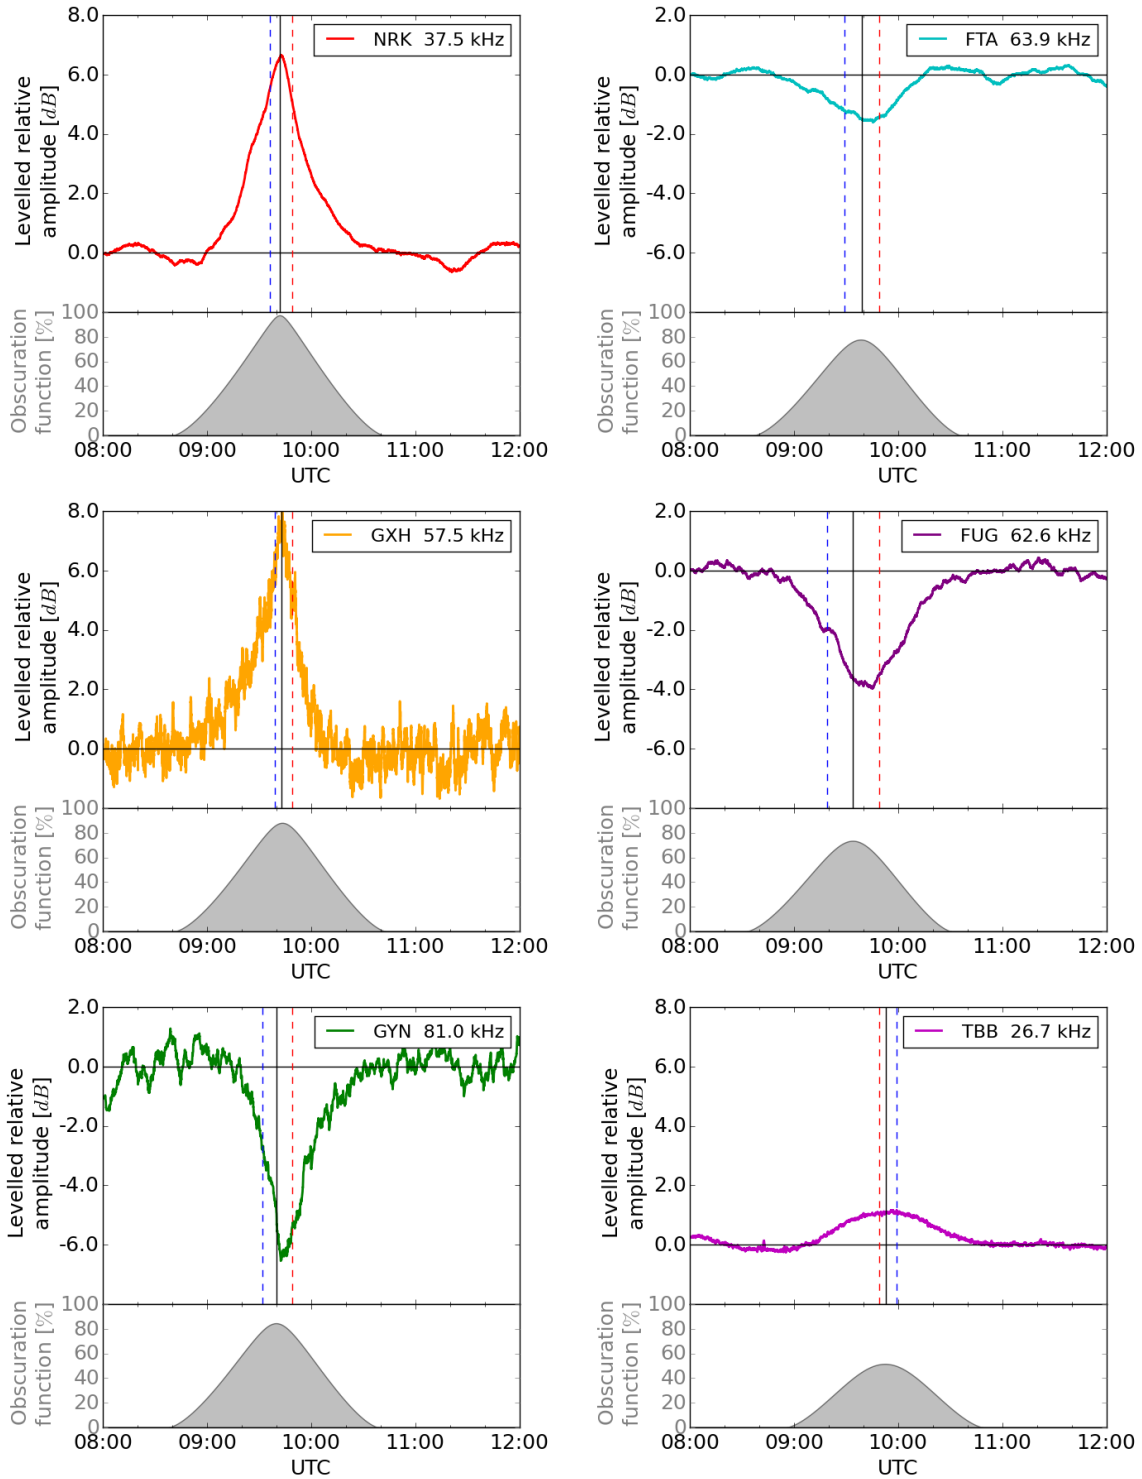 8.0
6.0
4.0
2.0
0.0
Levelled relative
amplitude [dB]
NRK 37.5 kHz
100
80
60
40
20
0
Obscuration
function [%]
08:00 09:00 10:00 11:00 12:00
UTC
2.0
0.0
-2.0
-4.0
-6.0
Levelled relative
amplitude [dB]
FTA 63.9 kHz
100
80
60
40
20
0
Obscuration
function [%]
08:00 09:00 10:00 11:00 12:00
UTC
8.0
6.0
4.0
2.0
0.0
Levelled relative
amplitude [dB]
GXH 57.5 kHz
100
80
60
40
20
0
Obscuration
function [%]
08:00 09:00 10:00 11:00 12:00
UTC
2.0
0.0
-2.0
-4.0
-6.0
Levelled relative
amplitude [dB]
FUG 62.6 kHz
100
80
60
40
20
0
Obscuration
function [%]
08:00 09:00 10:00 11:00 12:00
UTC
2.0
0.0
-2.0
-4.0
-6.0
Levelled relative
amplitude [dB]
GYN 81.0 kHz
100
80
60
40
20
0
Obscuration
function [%]
08:00 09:00 10:00 11:00 12:00
UTC
8.0
6.0
4.0
2.0
0.0
Levelled relative
amplitude [dB]
TBB 26.7 kHz
100
80
60
40
20
0
Obscuration
function [%]
08:00 09:00 10:00 11:00 12:00
UTC